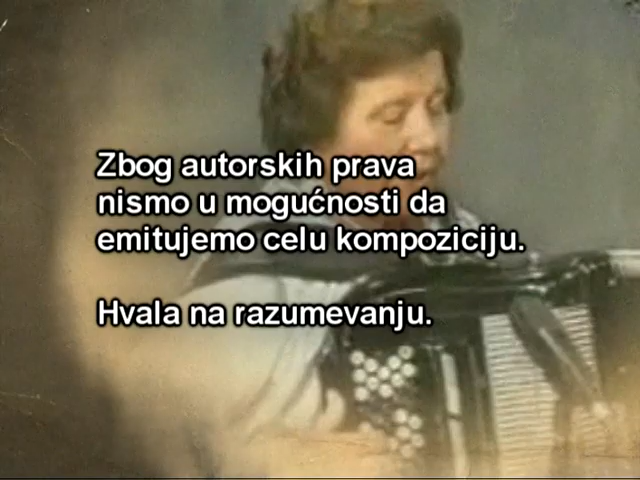 Zbog autorskih prava
nismo u mogućnosti da
emitujemo celu kompoziciju.
Hvala na razumevanju.